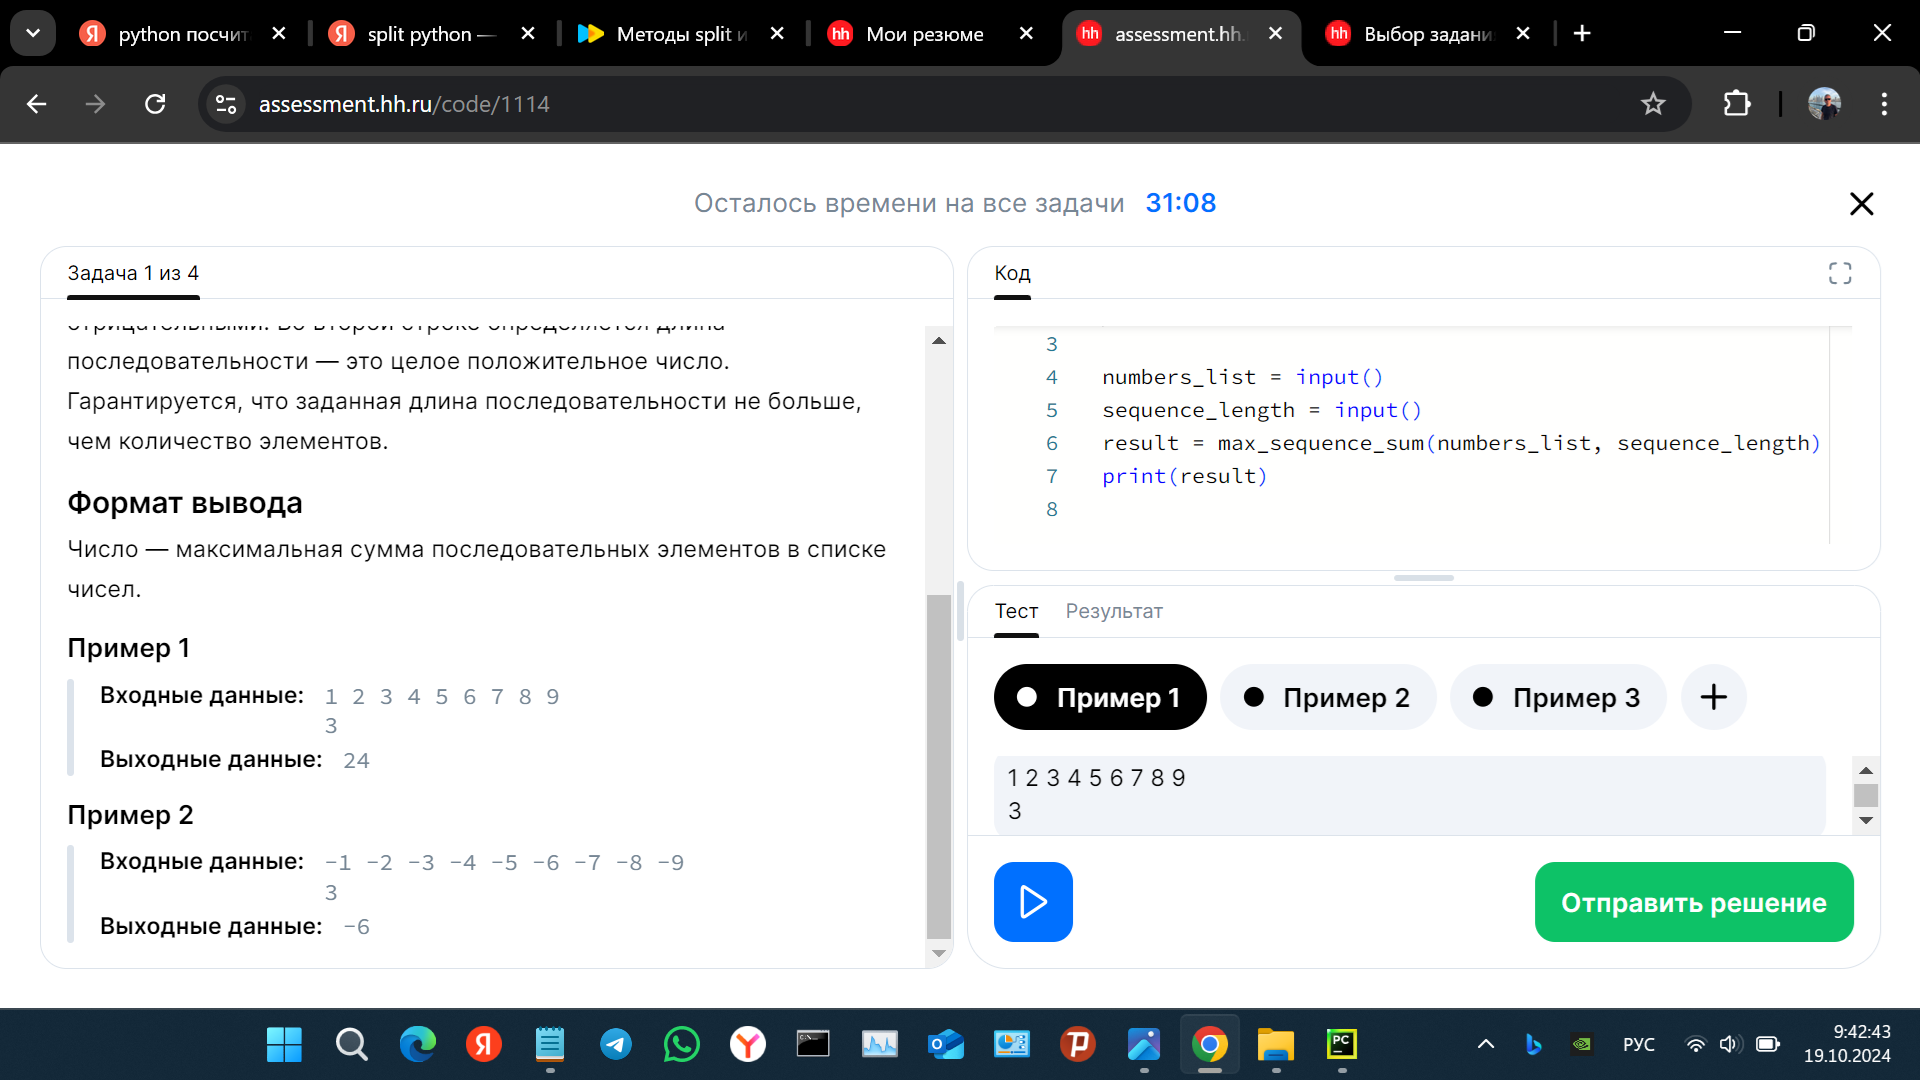 python посчит
split python —
Методы split и
Мои резюме
assessment.hh.
Выбор задани
assessment.hh.ru/code/1114
Осталось времени на все задачи 31:08
Задача 1 из 4
отрицательными. Во второй строке определяется длина
последовательности — это целое положительное число.
Гарантируется, что заданная длина последовательности не больше,
чем количество элементов.
Формат вывода
Число — максимальная сумма последовательных элементов в списке
чисел.
Пример 1
Входные данные: 1 2 3 4 5 6 7 8 9
3
Выходные данные: 24
Пример 2
Входные данные: -1 -2 -3 -4 -5 -6 -7 -8 -9
3
Выходные данные: -6
Код
3
4 numbers_list = input()
5 sequence_length = input()
6 result = max_sequence_sum(numbers_list, sequence_length)
7 print(result)
8
Тест Результат
Пример 1 Пример 2 Пример 3
1 2 3 4 5 6 7 8 9
3
Отправить решение
РУС
9:42:43
19.10.2024